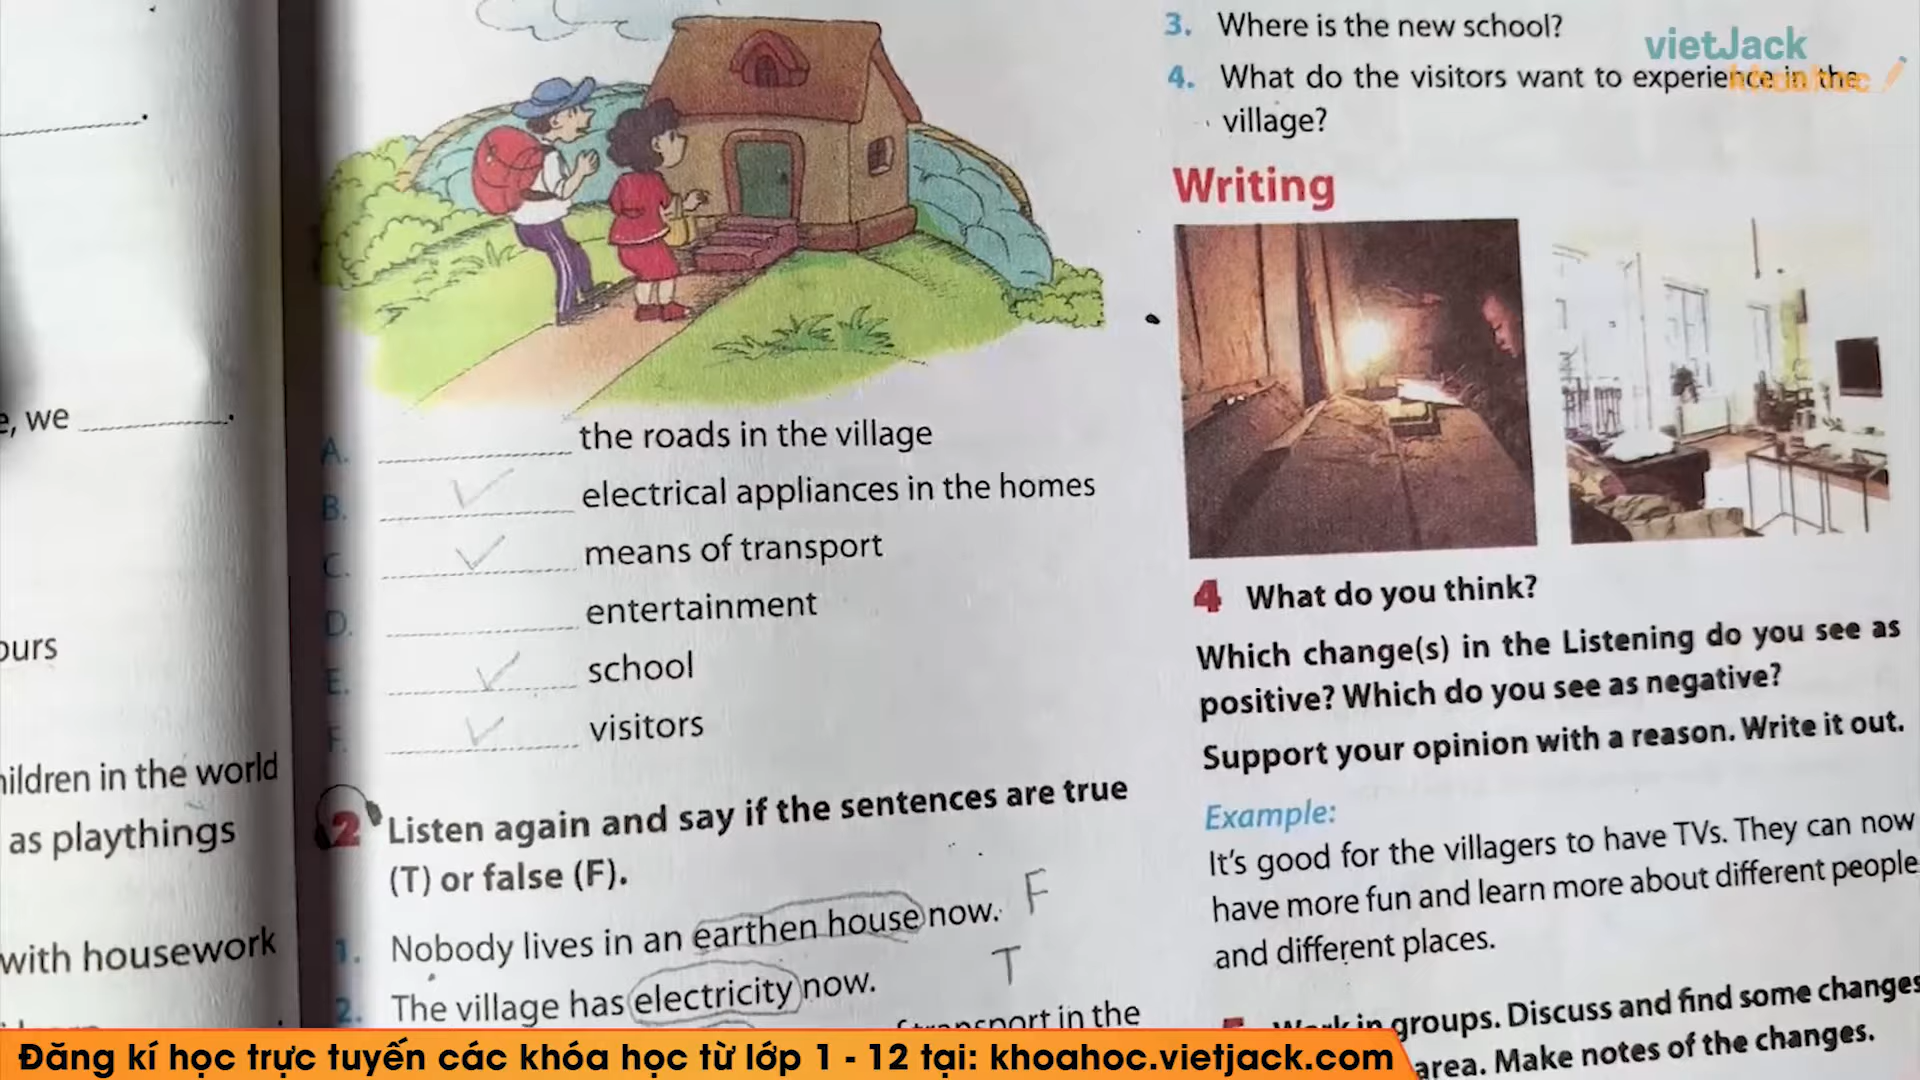 .
e, we ............
ours
hildren in the world
as playthings
with housework
A. ............ the roads in the village
B. ............ electrical appliances in the homes
C. ............ means of transport
D. ............ entertainment
E. ............ school
F. ............ visitors
2 Listen again and say if the sentences are true
(T) or false (F).
1. Nobody lives in an earthen house now. F
2. The village has electricity now. T
transport in the
3. Where is the new school?
4. What do the visitors want to experience in the
village?
Writing
4 What do you think?
Which change(s) in the Listening do you see as
positive? Which do you see as negative?
Support your opinion with a reason. Write it out.
Example:
It's good for the villagers to have TVs. They can now
have more fun and learn more about different people
and different places.
5 Work in groups. Discuss and find some changes
area. Make notes of the changes.
vietJack
khoahoc
Đăng kí học trực tuyến các khóa học từ lớp 1 - 12 tại: khoahoc.vietjack.com